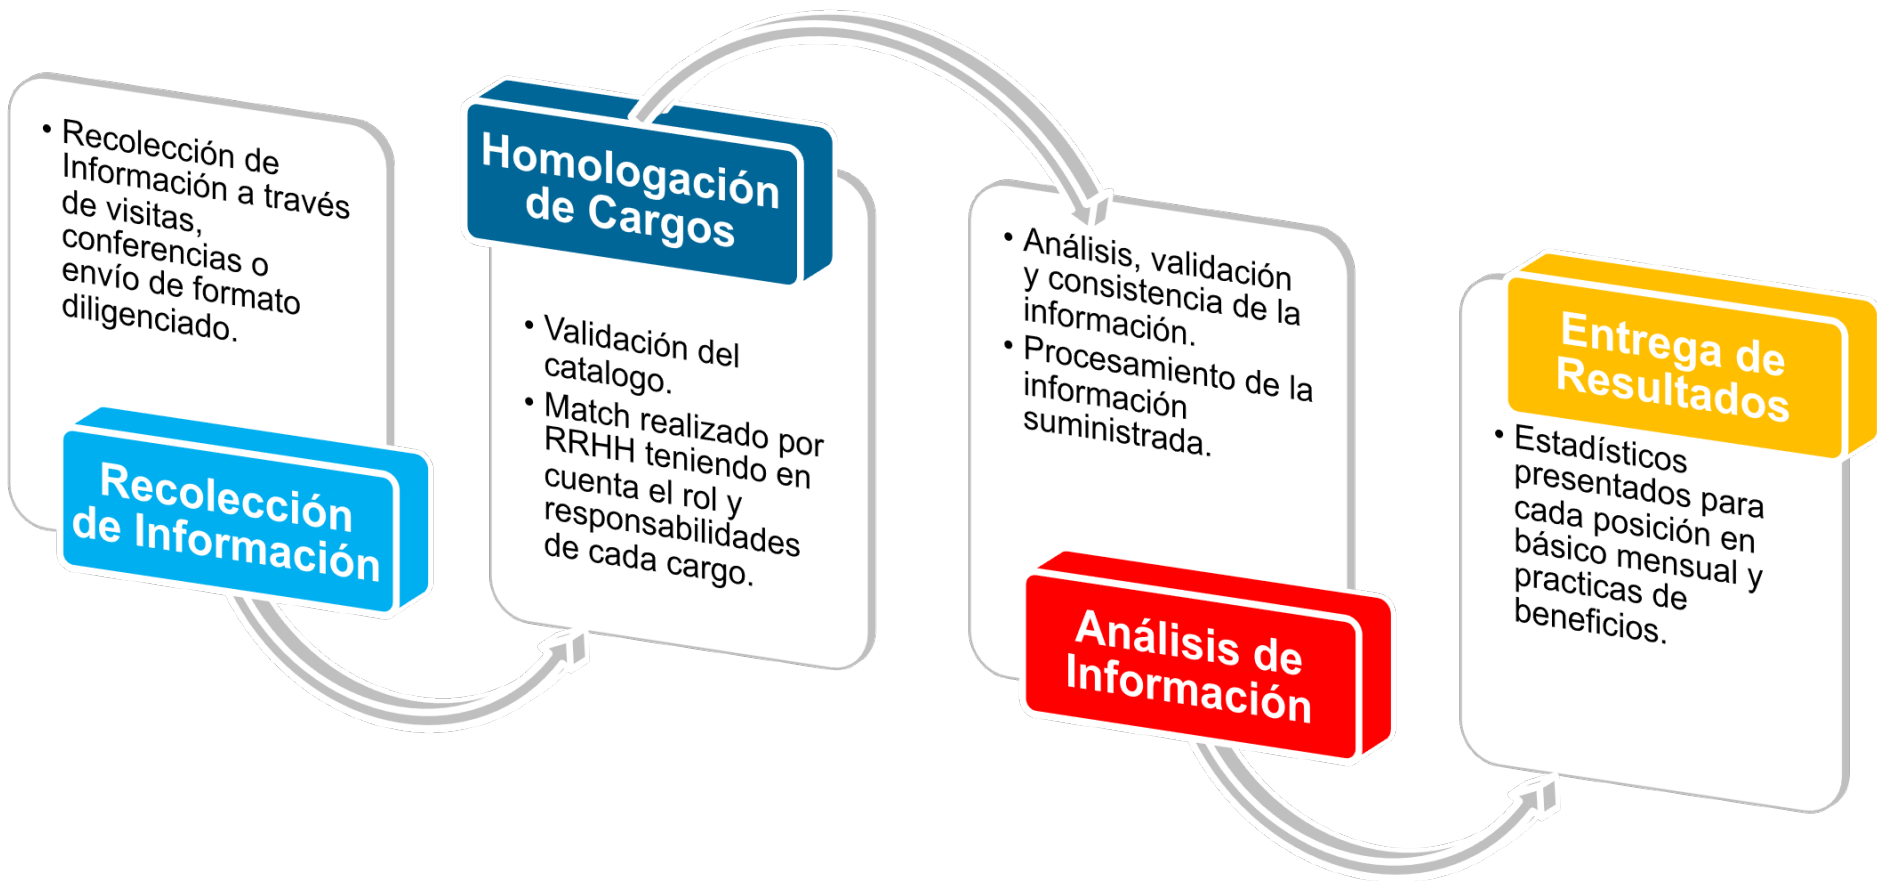 • Recolección de
Información a través
de visitas,
conferencias o
envío de formato
diligenciado.
Recolección
de Información
Homologación
de Cargos
• Validación del
catalogo.
• Match realizado por
RRHH teniendo en
cuenta el rol y
responsabilidades
de cada cargo.
• Análisis, validación
y consistencia de la
información.
• Procesamiento de la
información
suministrada.
Análisis de
Información
Entrega de
Resultados
• Estadísticos
presentados para
cada posición en
básico mensual y
practicas de
beneficios.